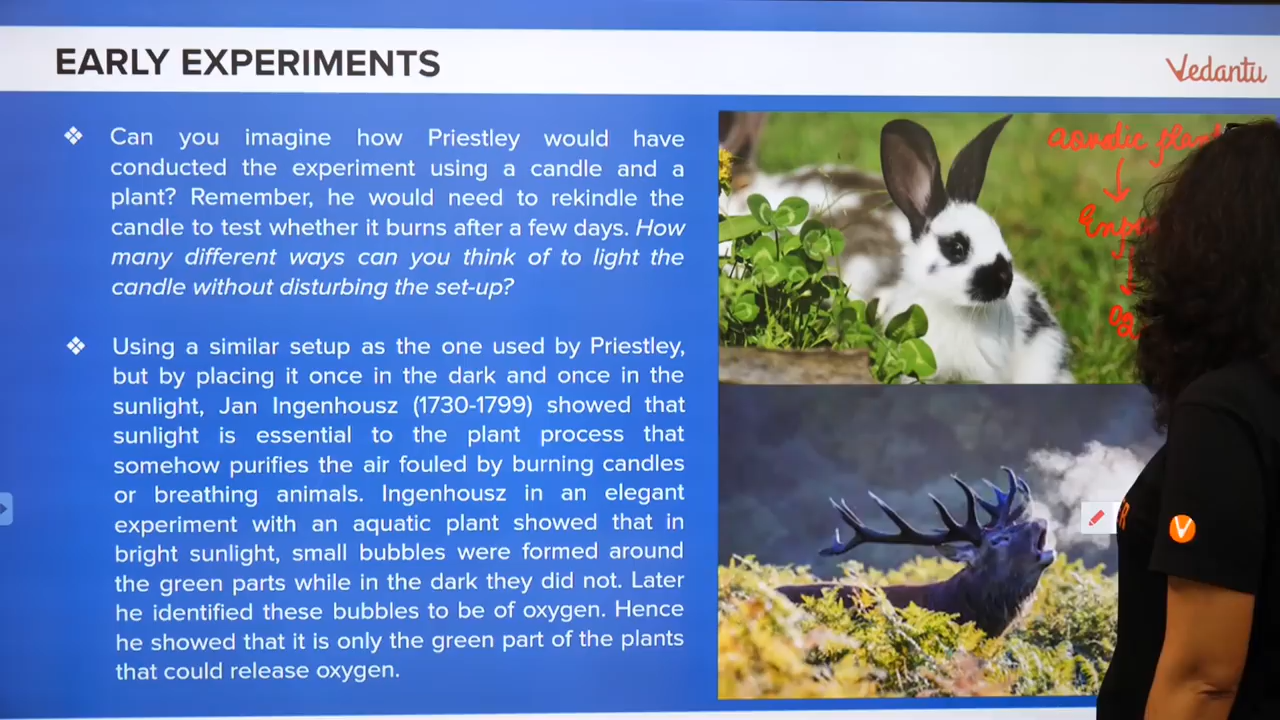 EARLY EXPERIMENTS
Vedantu
❖ Can you imagine how Priestley would have
conducted the experiment using a candle and a
plant? Remember, he would need to rekindle the
candle to test whether it burns after a few days. How
many different ways can you think of to light the
candle without disturbing the set-up?
❖ Using a similar setup as the one used by Priestley,
but by placing it once in the dark and once in the
sunlight, Jan Ingenhousz (1730-1799) showed that
sunlight is essential to the plant process that
somehow purifies the air fouled by burning candles
or breathing animals. Ingenhousz in an elegant
experiment with an aquatic plant showed that in
bright sunlight, small bubbles were formed around
the green parts while in the dark they did not. Later
he identified these bubbles to be of oxygen. Hence
he showed that it is only the green part of the plants
that could release oxygen.